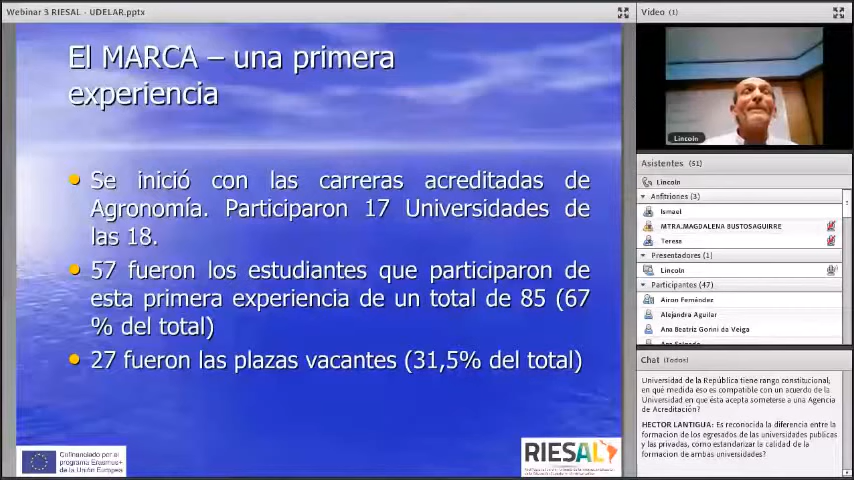 Webinar 3 RIESAL - UDELAR.pptx
El MARCA – una primera
experiencia
Se inició con las carreras acreditadas de
Agronomía. Participaron 17 Universidades de
las 18.
57 fueron los estudiantes que participaron de
esta primera experiencia de un total de 85 (67
% del total)
27 fueron las plazas vacantes (31,5% del total)
Cofinanciado por el
programa Erasmus+
de la Unión Europea
RIESAL
Video (1)
Lincoln
Asistentes (51)
Lincoln
Anfitriones (3)
Ismael
MTRA.MAGDALENA BUSTOSAGUIRRE
Teresa
Presentadores (1)
Lincoln
Participantes (47)
Airon Fernández
Alejandra Aguilar
Ana Beatriz Gorini da Veiga
Chat (Todos)
Universidad de la República tiene rango constitucional;
en qué medida eso es compatible con un acuerdo de la
Universidad en que ésta acepta someterse a una Agencia
de Acreditación?
HECTOR LANTIGUA: Es reconocida la diferencia entre la
formacion de los egresados de las universidades publicas
y las privadas, como estandarizar la calidad de la
formacion de ambas universidades?